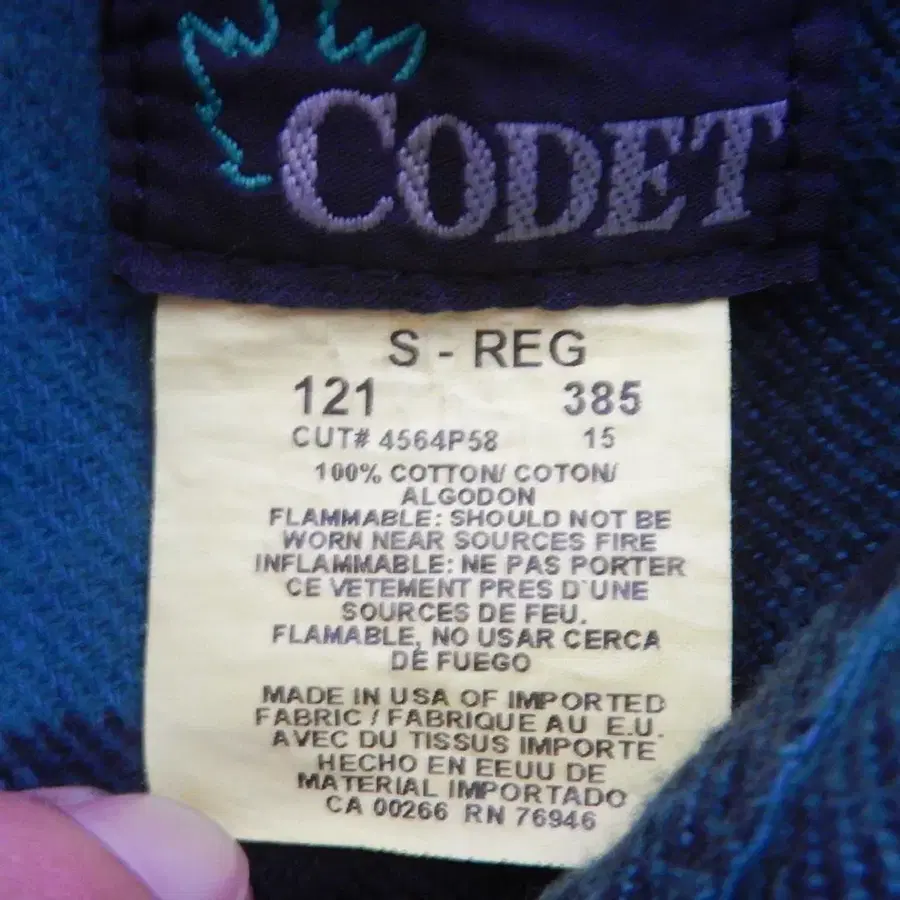 CODET
S - REG
121 385
CUT# 4564P58 15
100% COTTON/ COTON/
ALGODON
FLAMMABLE: SHOULD NOT BE
WORN NEAR SOURCES FIRE
INFLAMMABLE: NE PAS PORTER
CE VETEMENT PRES D'UNE
SOURCES DE FEU.
FLAMABLE, NO USAR CERCA
DE FUEGO
MADE IN USA OF IMPORTED
FABRIC / FABRIQUE AU E.U.
AVEC DU TISSUS IMPORTE
HECHO EN EEUU DE
MATERIAL IMPORTADO
CA 00266 RN 76946